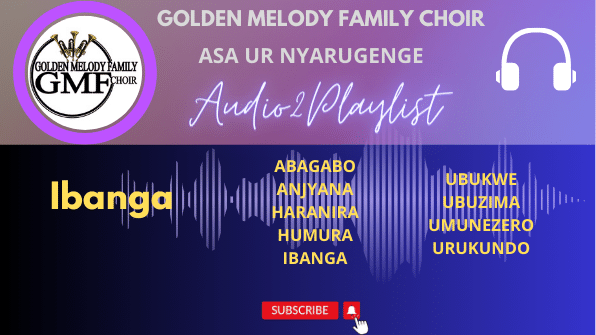 GOLDEN MELODY FAMILY CHOIR
ASA UR NYARUGENGE
Audio2Playlist
GOLDEN MELODY FAMILY
GMF CHOIR
Ibanga
ABAGABO
ANJYANA
HARANIRA
HUMURA
IBANGA
UBUKWE
UBUZIMA
UMUNEZERO
URUKUNDO
SUBSCRIBE